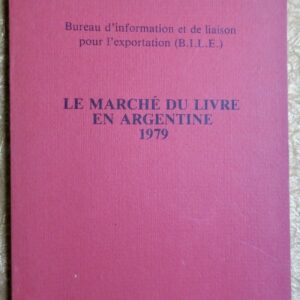 Bureau d'information et de liaison
pour l'exportation (B.I.L.E.)
LE MARCHÉ DU LIVRE
EN ARGENTINE
1979